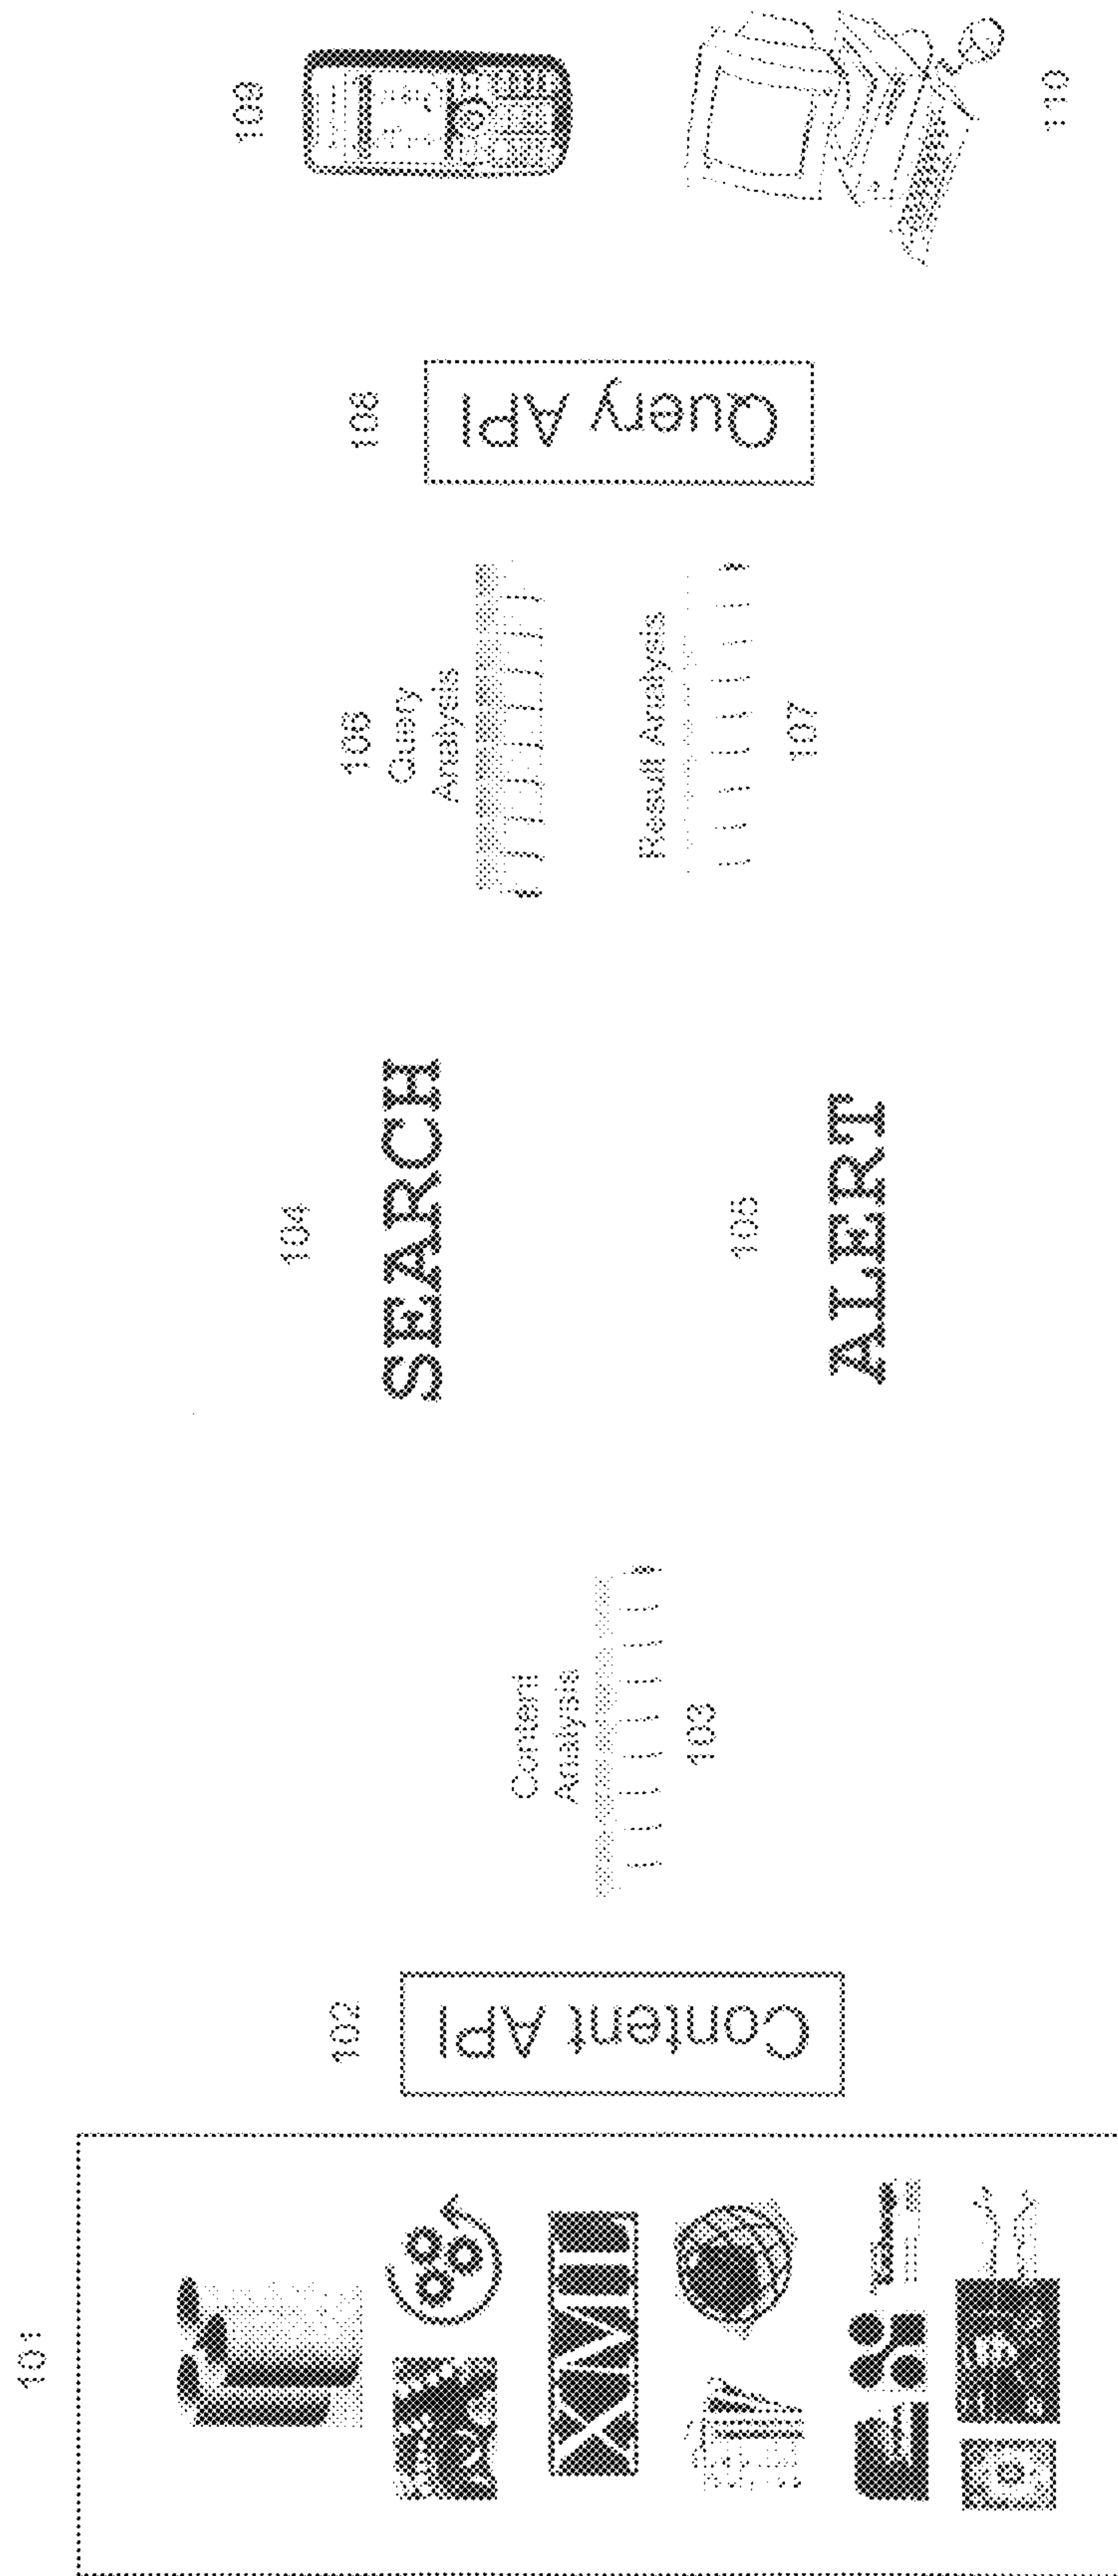 101
XML
102
Content API
Content
Analysis
103
104
SEARCH
105
ALERT
106
Query
Analysis
Result Analysis
107
108
Query API
109
110